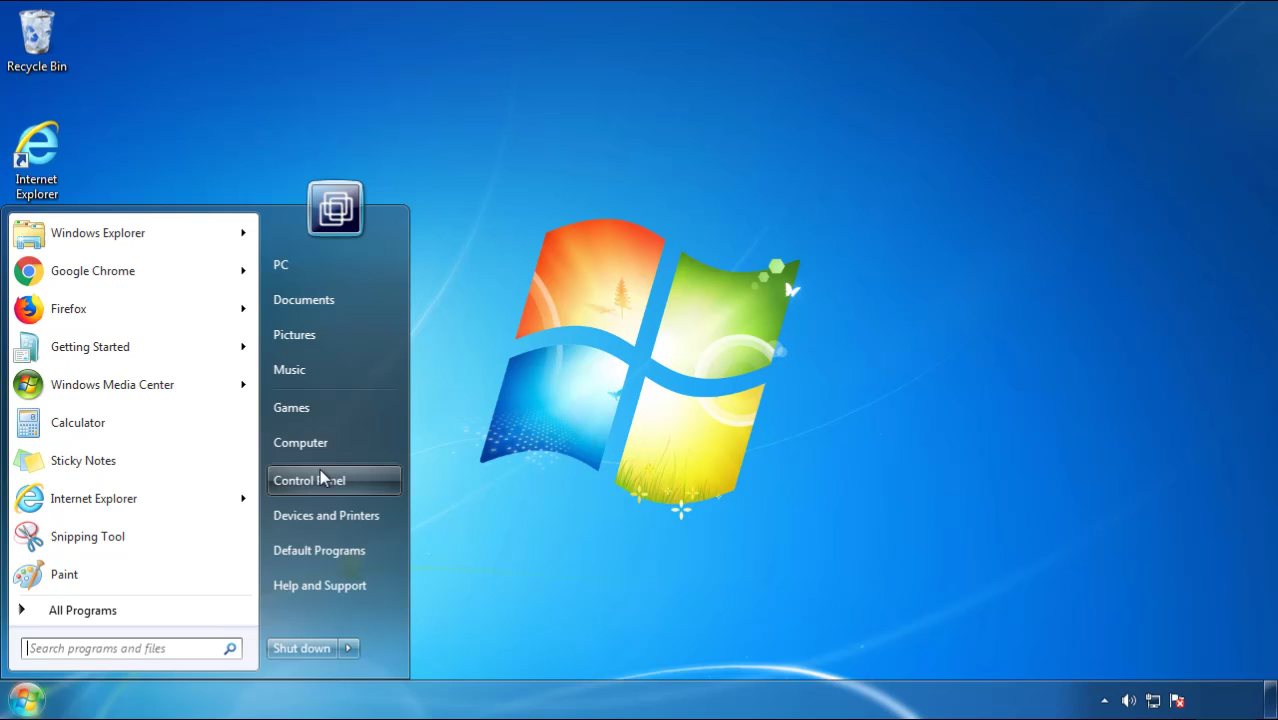 Recycle Bin
Internet
Explorer
Windows Explorer
Google Chrome
Firefox
Getting Started
Windows Media Center
Calculator
Sticky Notes
Internet Explorer
Snipping Tool
Paint
All Programs
Search programs and files
PC
Documents
Pictures
Music
Games
Computer
Control Panel
Devices and Printers
Default Programs
Help and Support
Shut down